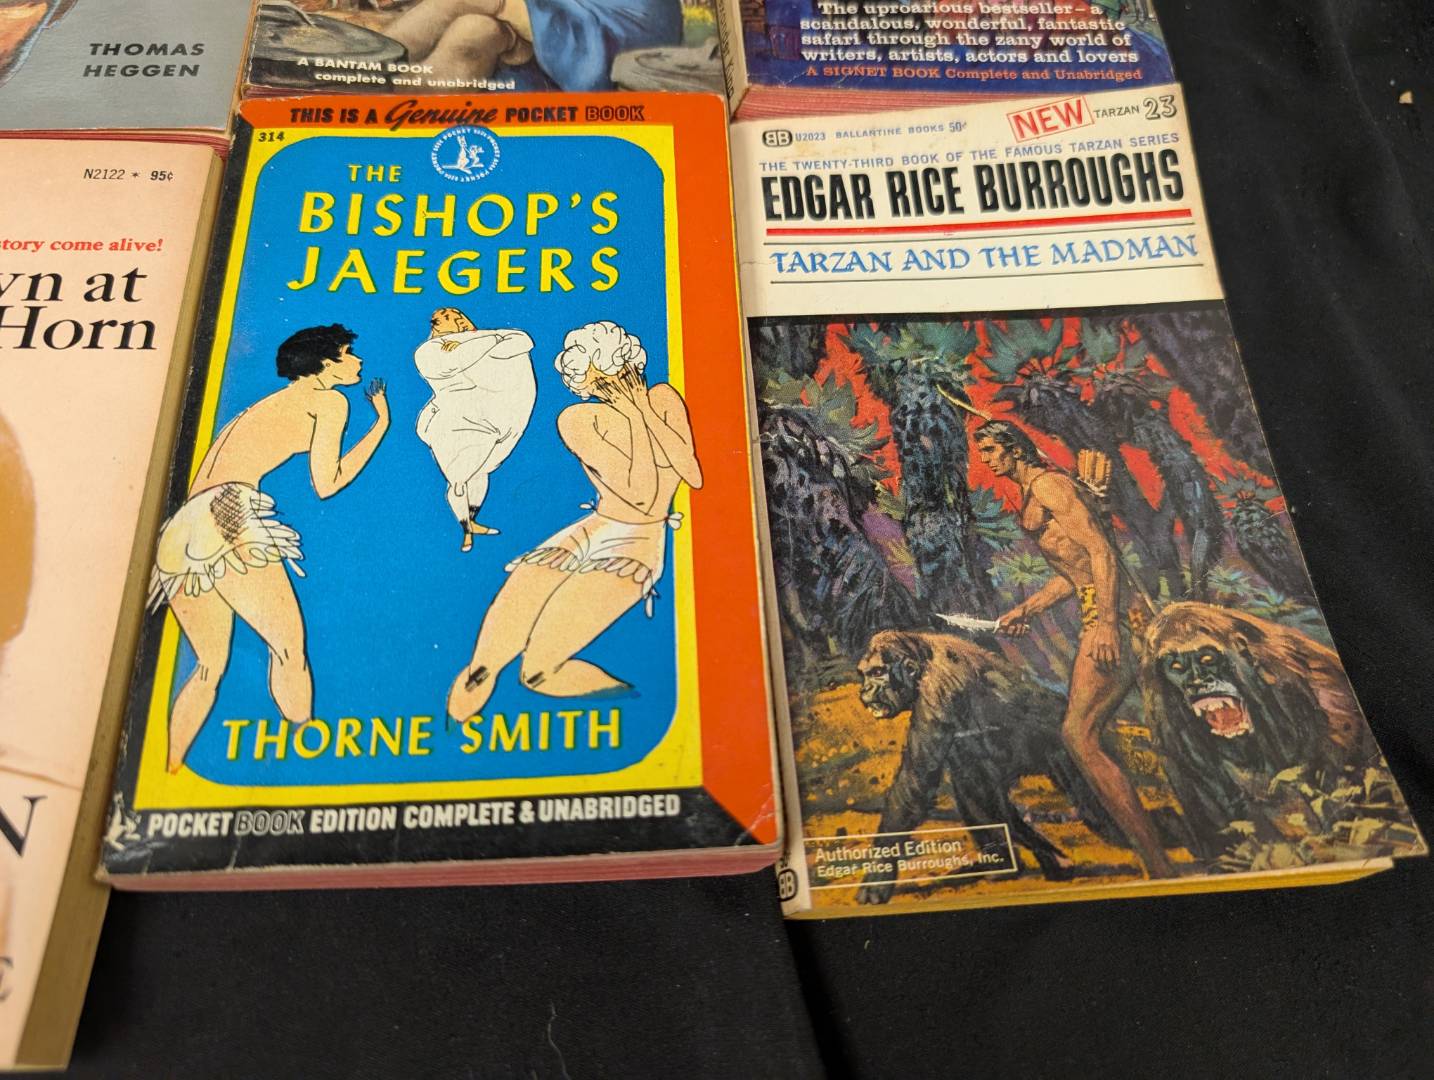 THOMAS
HEGGEN
A BANTAM BOOK
complete and unabridged
The uproarious bestseller – a
scandalous, wonderful, fantastic
safari through the zany world of
writers, artists, actors and lovers
A SIGNET BOOK Complete and Unabridged
N2122 * 95¢
story come alive!
at
Horn
N
E
THIS IS A Genuine POCKET BOOK
314
THE
BISHOP'S
JAEGERS
THORNE SMITH
POCKET BOOK EDITION COMPLETE & UNABRIDGED
BB U2023 BALLANTINE BOOKS 50¢ NEW TARZAN 23
THE TWENTY-THIRD BOOK OF THE FAMOUS TARZAN SERIES
EDGAR RICE BURROUGHS
TARZAN AND THE MADMAN
Authorized Edition
Edgar Rice Burroughs, Inc.
BB